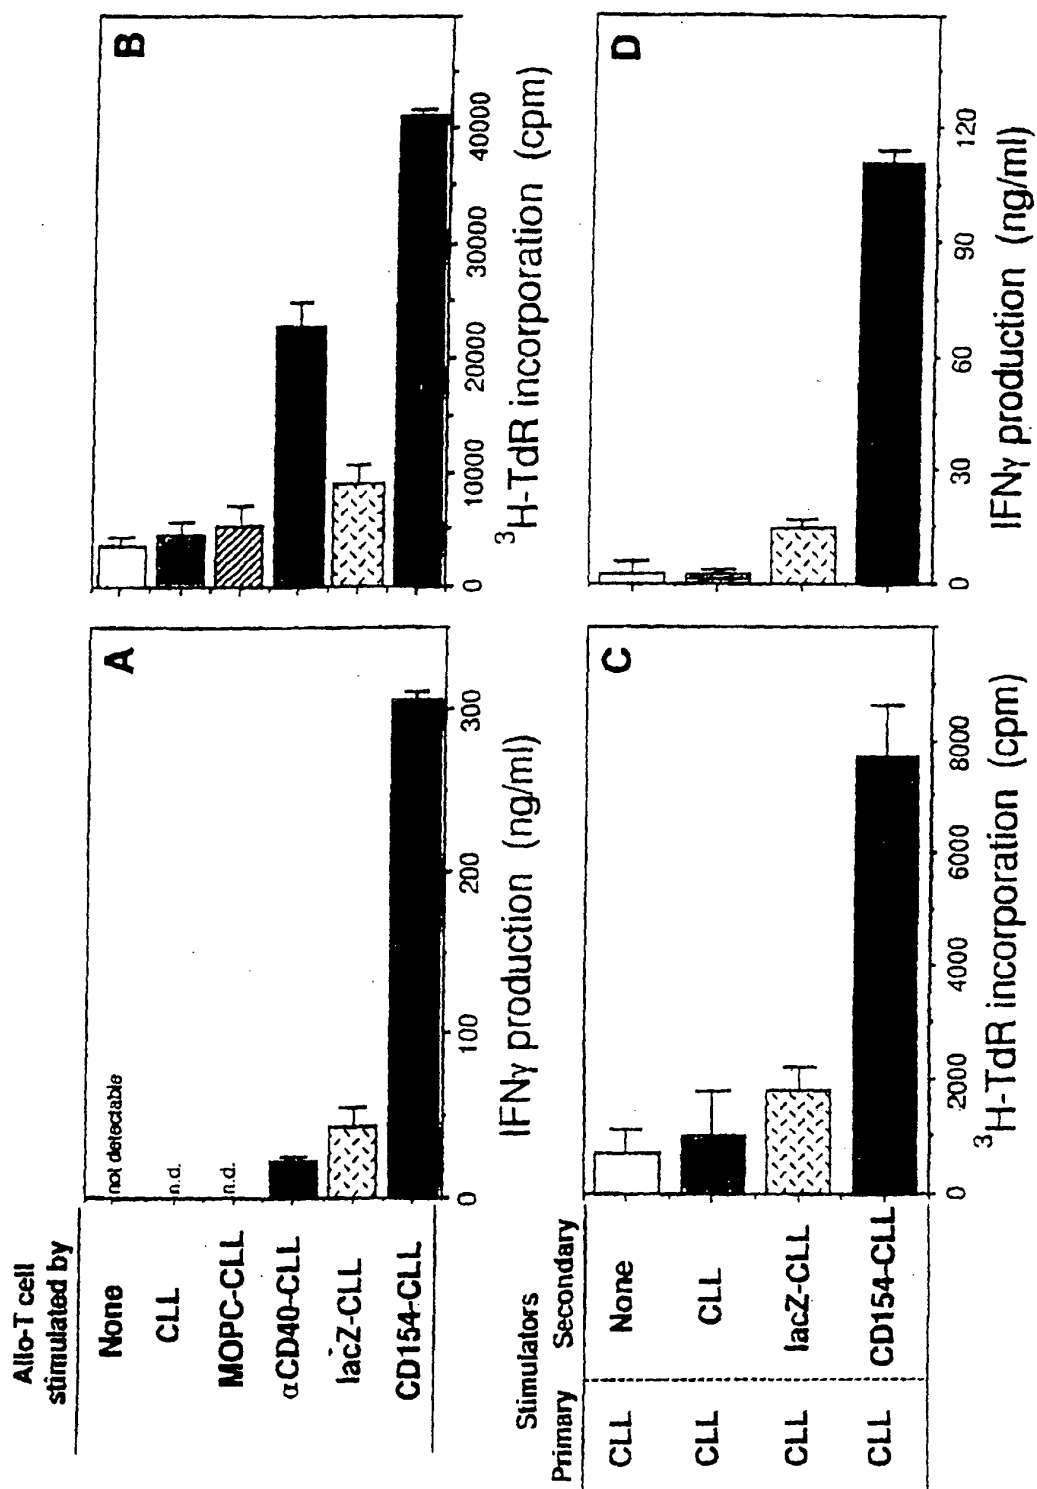 Allo-T cell
stimulated by
None
CLL
MOPC-CLL
αCD40-CLL
lacZ-CLL
CD154-CLL
A
not detectable
n.d.
n.d.
0 100 200 300
IFNγ production (ng/ml)
B
0 10000 20000 30000 40000
³H-TdR incorporation (cpm)
Stimulators
Primary Secondary
CLL None
CLL CLL
CLL lacZ-CLL
CLL CD154-CLL
C
0 2000 4000 6000 8000
³H-TdR incorporation (cpm)
D
0 30 60 90 120
IFNγ production (ng/ml)